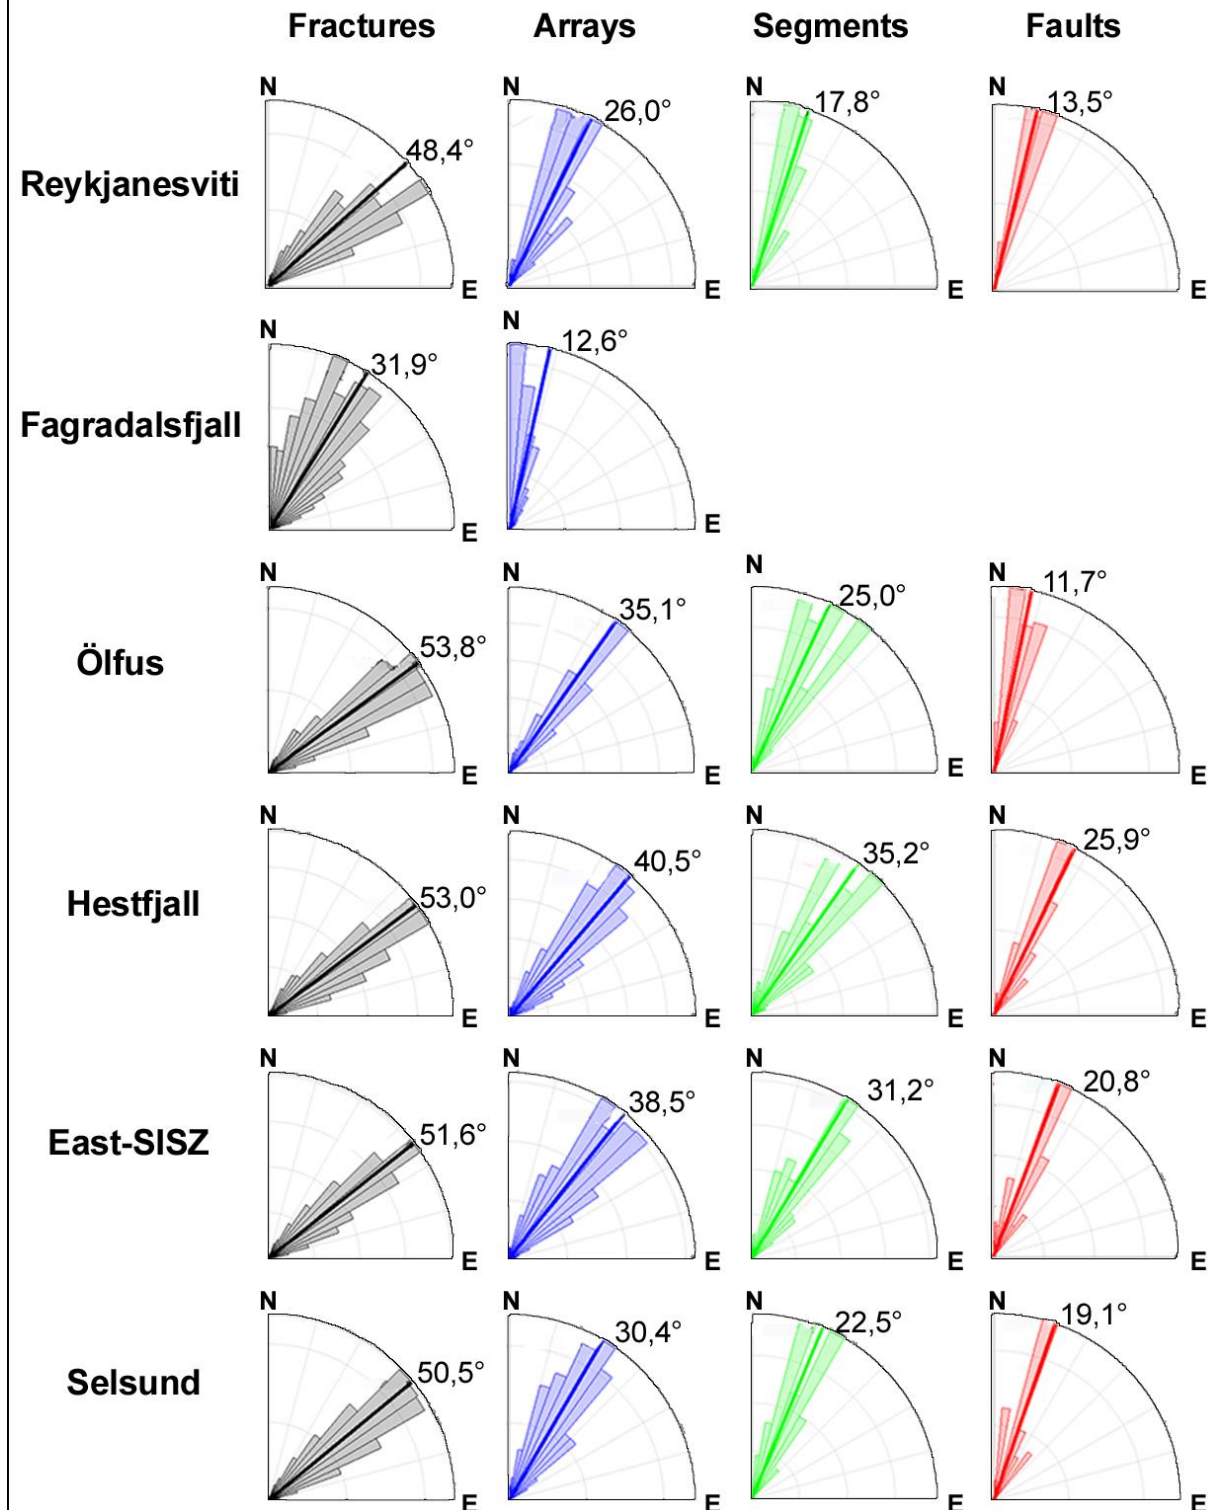 Fractures Arrays Segments Faults
N N N N
48,4° 26,0° 17,8° 13,5°
Reykjanesviti
E E E E
N N
31,9° 12,6°
Fagradalsfjall
E E
N N N N
53,8° 35,1° 25,0° 11,7°
Ölfus
E E E E
N N N N
53,0° 40,5° 35,2° 25,9°
Hestfjall
E E E E
N N N N
51,6° 38,5° 31,2° 20,8°
East-SISZ
E E E E
N N N N
50,5° 30,4° 22,5° 19,1°
Selsund
E E E E